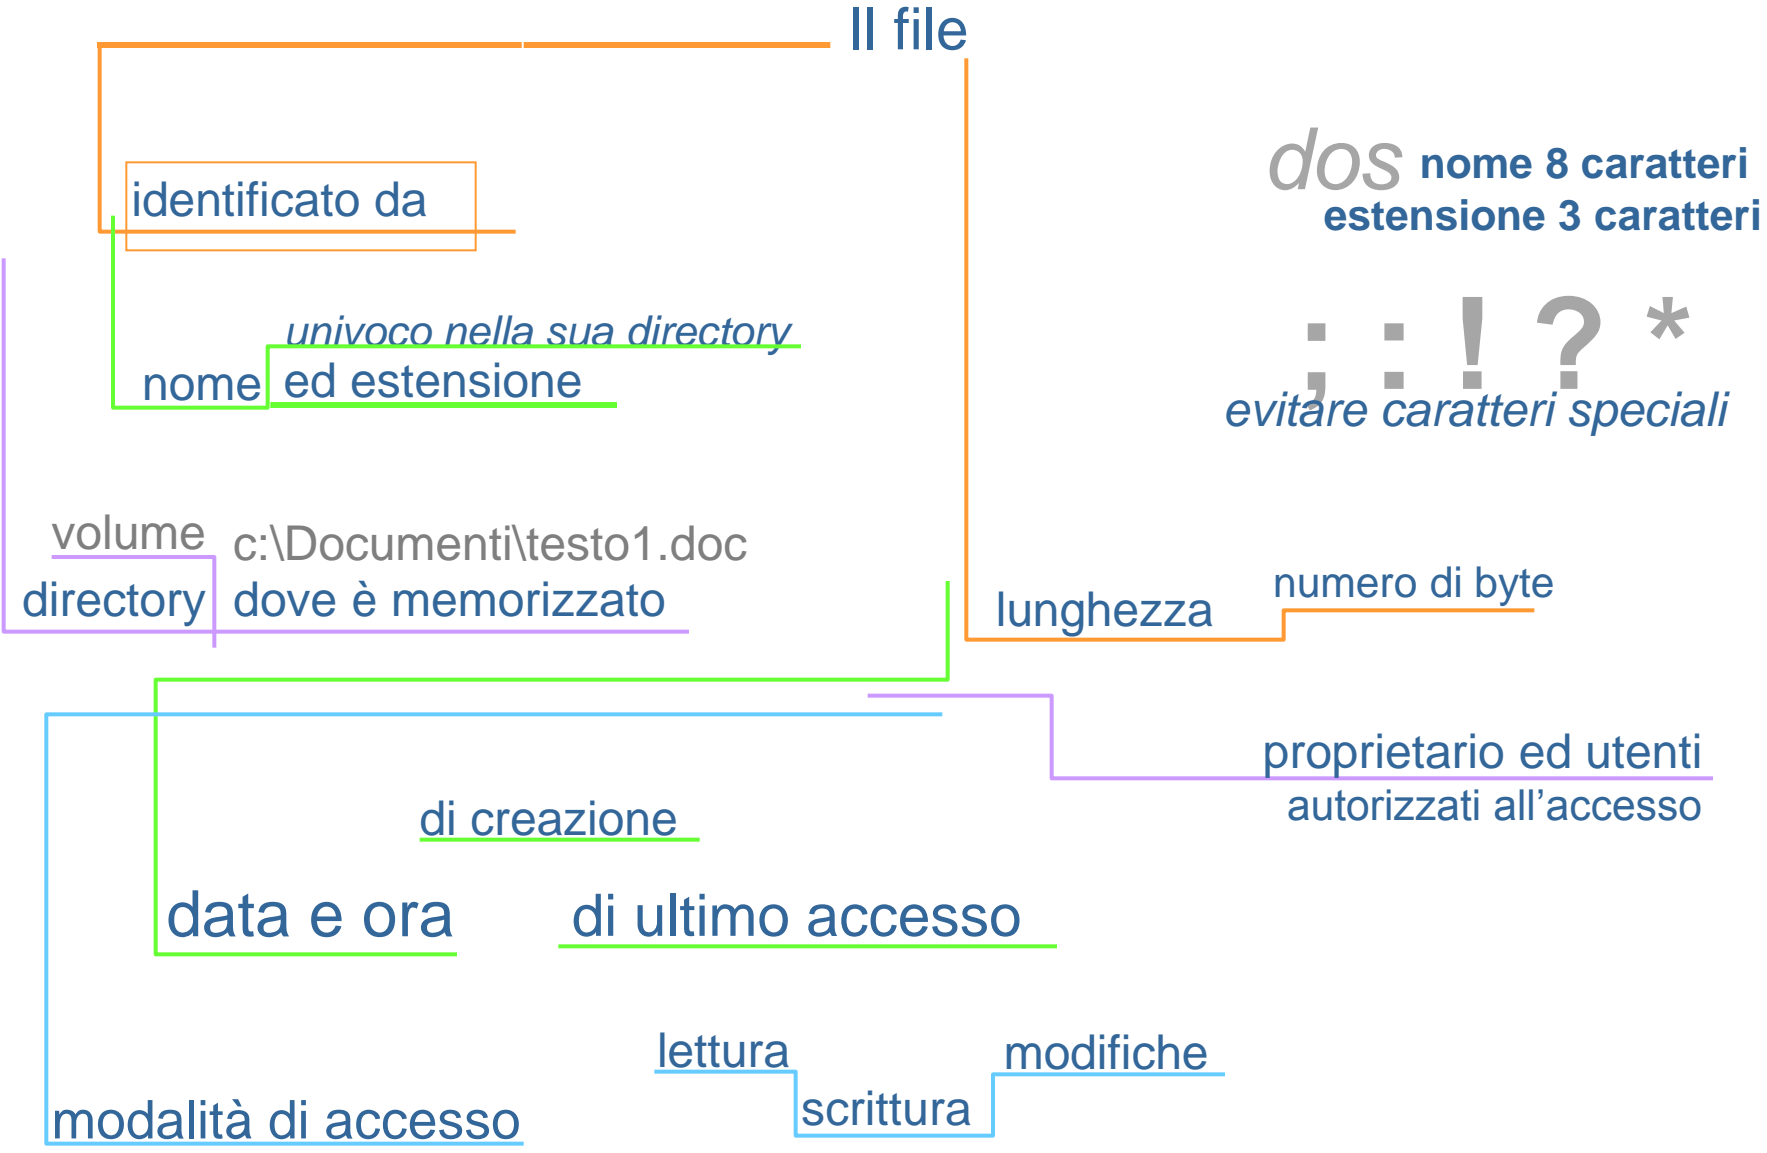 Il file
identificato da
dos nome 8 caratteri
estensione 3 caratteri
univoco nella sua directory
nome ed estensione
; : ! ? *
evitare caratteri speciali
volume c:\Documenti\testo1.doc
directory dove è memorizzato
lunghezza numero di byte
proprietario ed utenti
autorizzati all’accesso
di creazione
data e ora di ultimo accesso
lettura modifiche
modalità di accesso scrittura